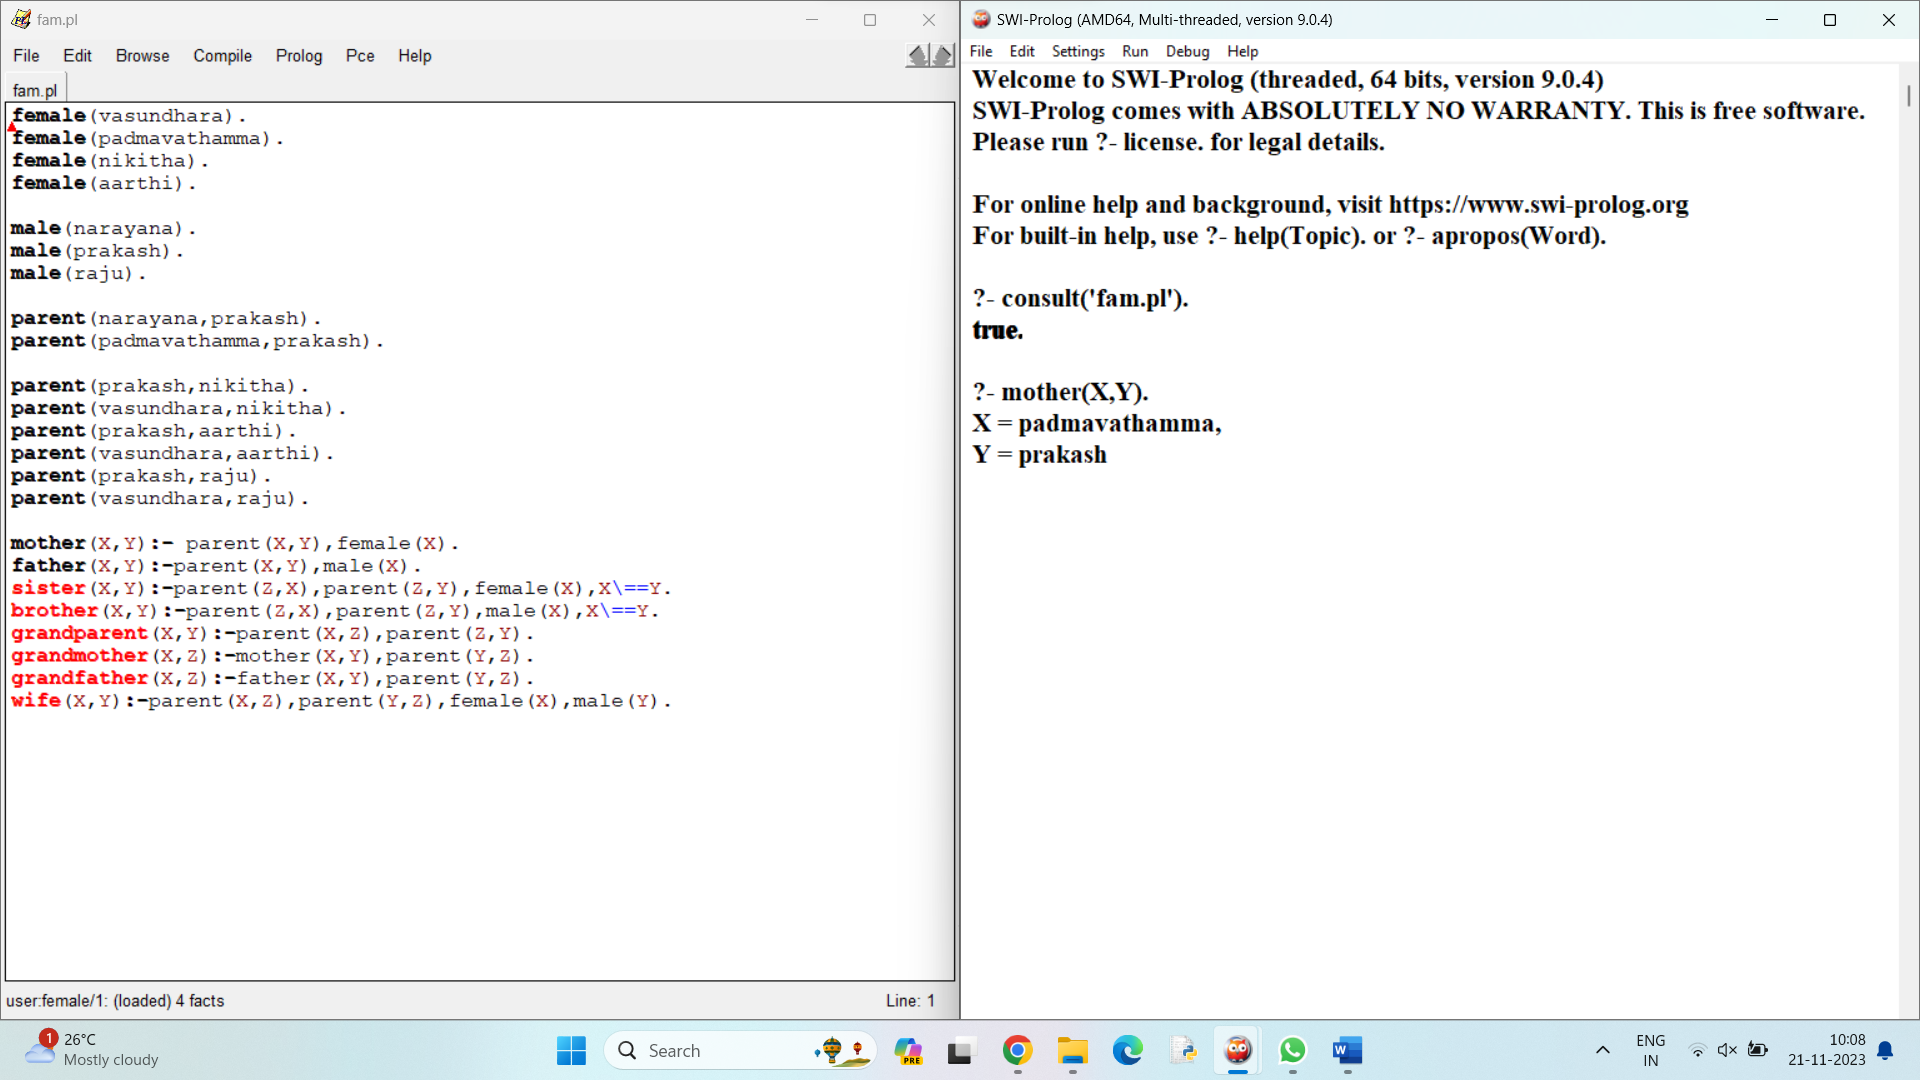 fam.pl
File Edit Browse Compile Prolog Pce Help
fam.pl
female(vasundhara).
female(padmavathamma).
female(nikitha).
female(aarthi).
male(narayana).
male(prakash).
male(raju).
parent(narayana,prakash).
parent(padmavathamma,prakash).
parent(prakash,nikitha).
parent(vasundhara,nikitha).
parent(prakash,aarthi).
parent(vasundhara,aarthi).
parent(prakash,raju).
parent(vasundhara,raju).
mother(X,Y):- parent(X,Y),female(X).
father(X,Y):-parent(X,Y),male(X).
sister(X,Y):-parent(Z,X),parent(Z,Y),female(X),X\==Y.
brother(X,Y):-parent(Z,X),parent(Z,Y),male(X),X\==Y.
grandparent(X,Y):-parent(X,Z),parent(Z,Y).
grandmother(X,Z):-mother(X,Y),parent(Y,Z).
grandfather(X,Z):-father(X,Y),parent(Y,Z).
wife(X,Y):-parent(X,Z),parent(Y,Z),female(X),male(Y).
user:female/1: (loaded) 4 facts Line: 1
SWI-Prolog (AMD64, Multi-threaded, version 9.0.4)
File Edit Settings Run Debug Help
Welcome to SWI-Prolog (threaded, 64 bits, version 9.0.4)
SWI-Prolog comes with ABSOLUTELY NO WARRANTY. This is free software.
Please run ?- license. for legal details.
For online help and background, visit https://www.swi-prolog.org
For built-in help, use ?- help(Topic). or ?- apropos(Word).
?- consult('fam.pl').
true.
?- mother(X,Y).
X = padmavathamma,
Y = prakash
1
26°C
Mostly cloudy
Search
PRE
W
ENG
IN
10:08
21-11-2023